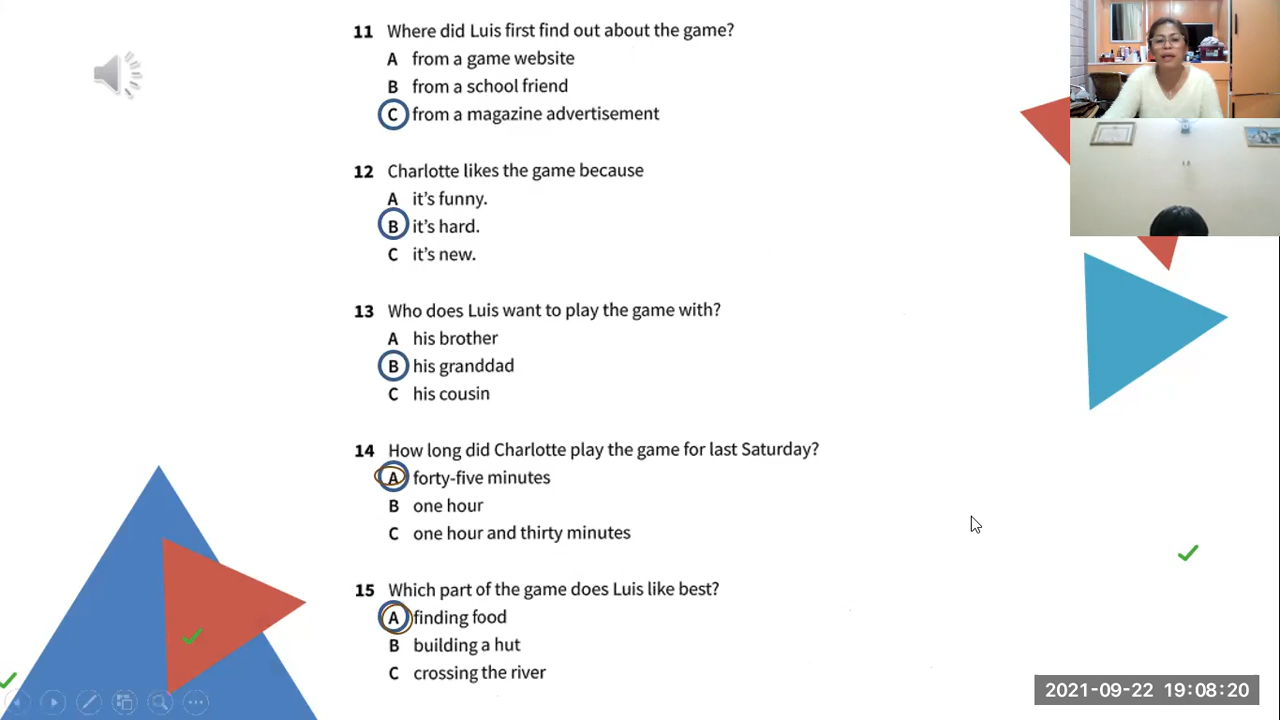 11 Where did Luis first find out about the game?
A from a game website
B from a school friend
C from a magazine advertisement
12 Charlotte likes the game because
A it's funny.
B it's hard.
C it's new.
13 Who does Luis want to play the game with?
A his brother
B his granddad
C his cousin
14 How long did Charlotte play the game for last Saturday?
A forty-five minutes
B one hour
C one hour and thirty minutes
15 Which part of the game does Luis like best?
A finding food
B building a hut
C crossing the river
2021-09-22 19:08:20